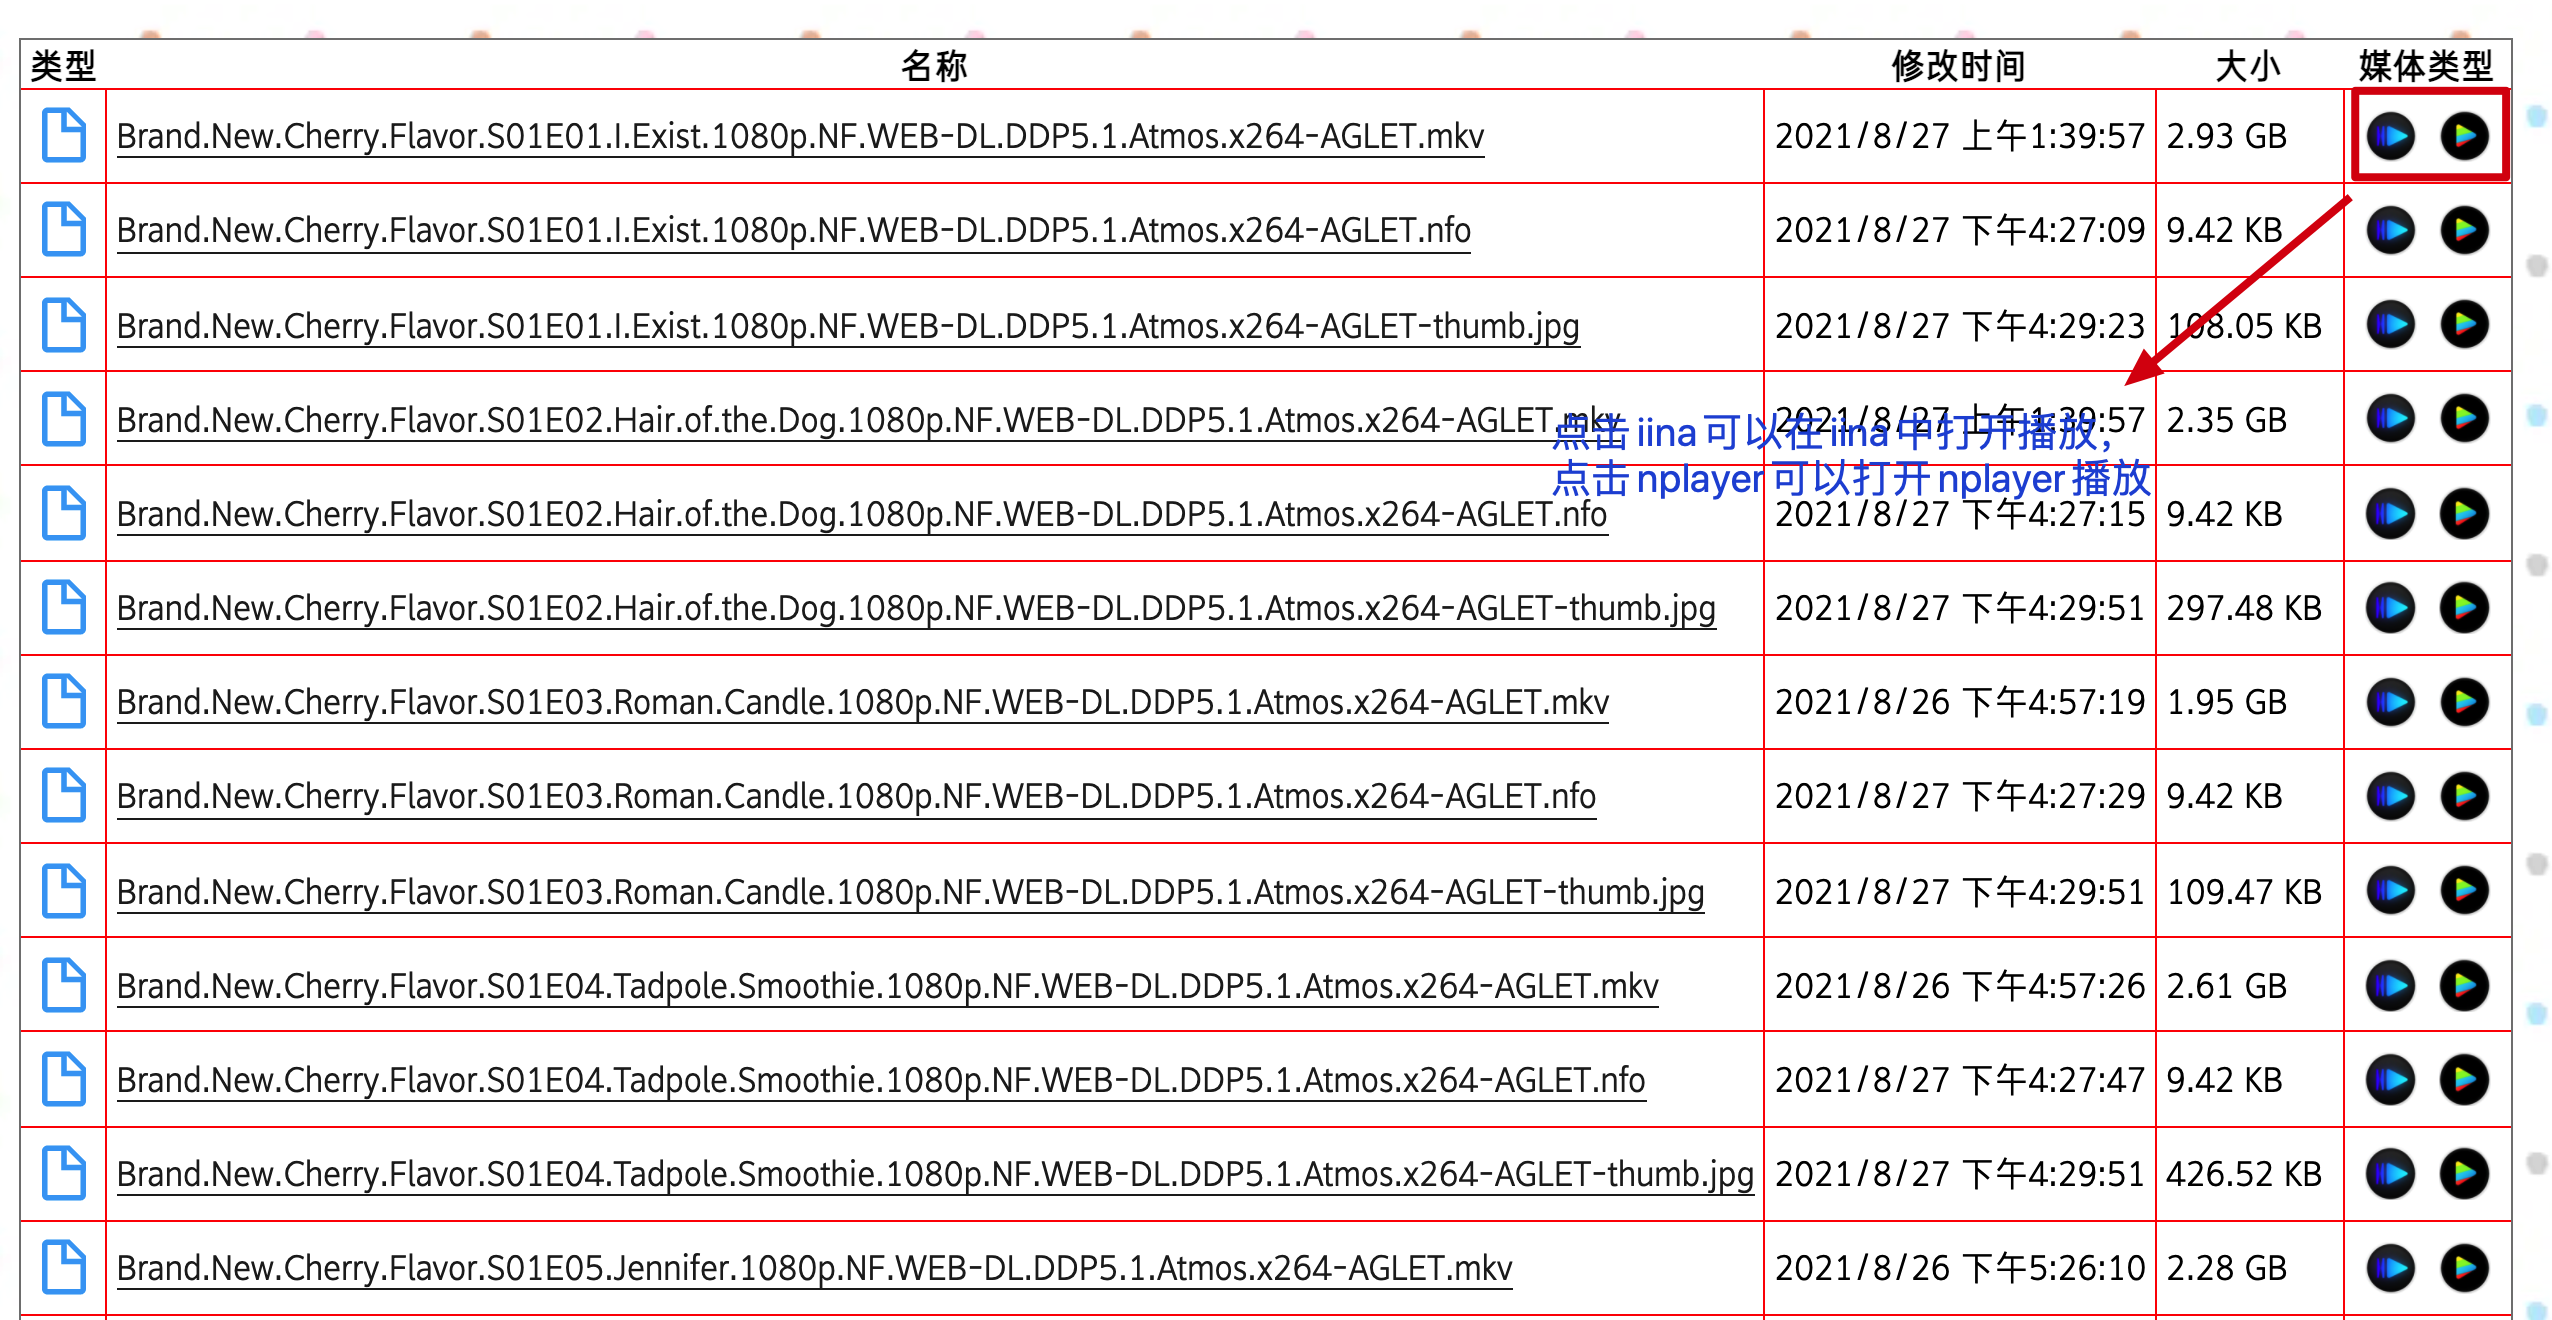 类型 名称 修改时间 大小 媒体类型
Brand.New.Cherry.Flavor.S01E01.I.Exist.1080p.NF.WEB-DL.DDP5.1.Atmos.x264-AGLET.mkv 2021/8/27 上午1:39:57 2.93 GB
Brand.New.Cherry.Flavor.S01E01.I.Exist.1080p.NF.WEB-DL.DDP5.1.Atmos.x264-AGLET.nfo 2021/8/27 下午4:27:09 9.42 KB
Brand.New.Cherry.Flavor.S01E01.I.Exist.1080p.NF.WEB-DL.DDP5.1.Atmos.x264-AGLET-thumb.jpg 2021/8/27 下午4:29:23 108.05 KB
Brand.New.Cherry.Flavor.S01E02.Hair.of.the.Dog.1080p.NF.WEB-DL.DDP5.1.Atmos.x264-AGLET.mkv 2021/8/27 上午1:39:57 2.35 GB
点击iina可以在iina中打开播放，
点击nplayer可以打开nplayer播放
Brand.New.Cherry.Flavor.S01E02.Hair.of.the.Dog.1080p.NF.WEB-DL.DDP5.1.Atmos.x264-AGLET.nfo 2021/8/27 下午4:27:15 9.42 KB
Brand.New.Cherry.Flavor.S01E02.Hair.of.the.Dog.1080p.NF.WEB-DL.DDP5.1.Atmos.x264-AGLET-thumb.jpg 2021/8/27 下午4:29:51 297.48 KB
Brand.New.Cherry.Flavor.S01E03.Roman.Candle.1080p.NF.WEB-DL.DDP5.1.Atmos.x264-AGLET.mkv 2021/8/26 下午4:57:19 1.95 GB
Brand.New.Cherry.Flavor.S01E03.Roman.Candle.1080p.NF.WEB-DL.DDP5.1.Atmos.x264-AGLET.nfo 2021/8/27 下午4:27:29 9.42 KB
Brand.New.Cherry.Flavor.S01E03.Roman.Candle.1080p.NF.WEB-DL.DDP5.1.Atmos.x264-AGLET-thumb.jpg 2021/8/27 下午4:29:51 109.47 KB
Brand.New.Cherry.Flavor.S01E04.Tadpole.Smoothie.1080p.NF.WEB-DL.DDP5.1.Atmos.x264-AGLET.mkv 2021/8/26 下午4:57:26 2.61 GB
Brand.New.Cherry.Flavor.S01E04.Tadpole.Smoothie.1080p.NF.WEB-DL.DDP5.1.Atmos.x264-AGLET.nfo 2021/8/27 下午4:27:47 9.42 KB
Brand.New.Cherry.Flavor.S01E04.Tadpole.Smoothie.1080p.NF.WEB-DL.DDP5.1.Atmos.x264-AGLET-thumb.jpg 2021/8/27 下午4:29:51 426.52 KB
Brand.New.Cherry.Flavor.S01E05.Jennifer.1080p.NF.WEB-DL.DDP5.1.Atmos.x264-AGLET.mkv 2021/8/26 下午5:26:10 2.28 GB